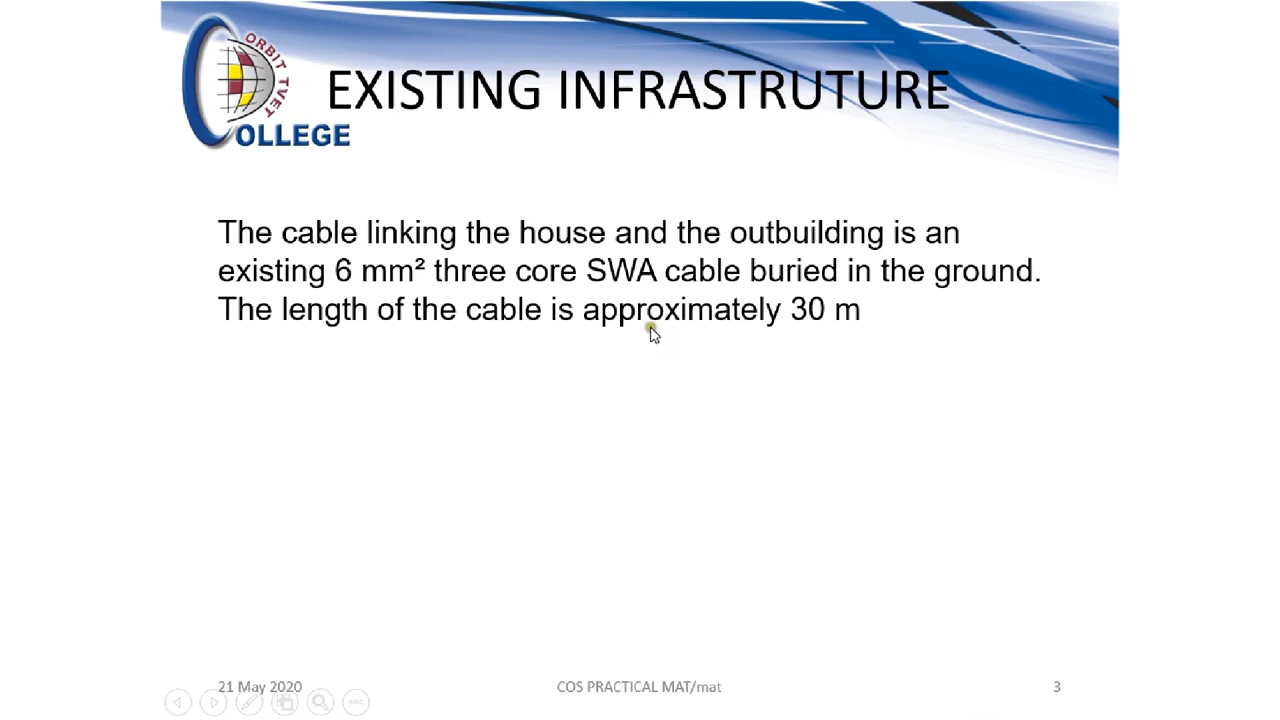 ORBIT TVET
COLLEGE
EXISTING INFRASTRUTURE
The cable linking the house and the outbuilding is an
existing 6 mm² three core SWA cable buried in the ground.
The length of the cable is approximately 30 m
21 May 2020
COS PRACTICAL MAT/mat
3